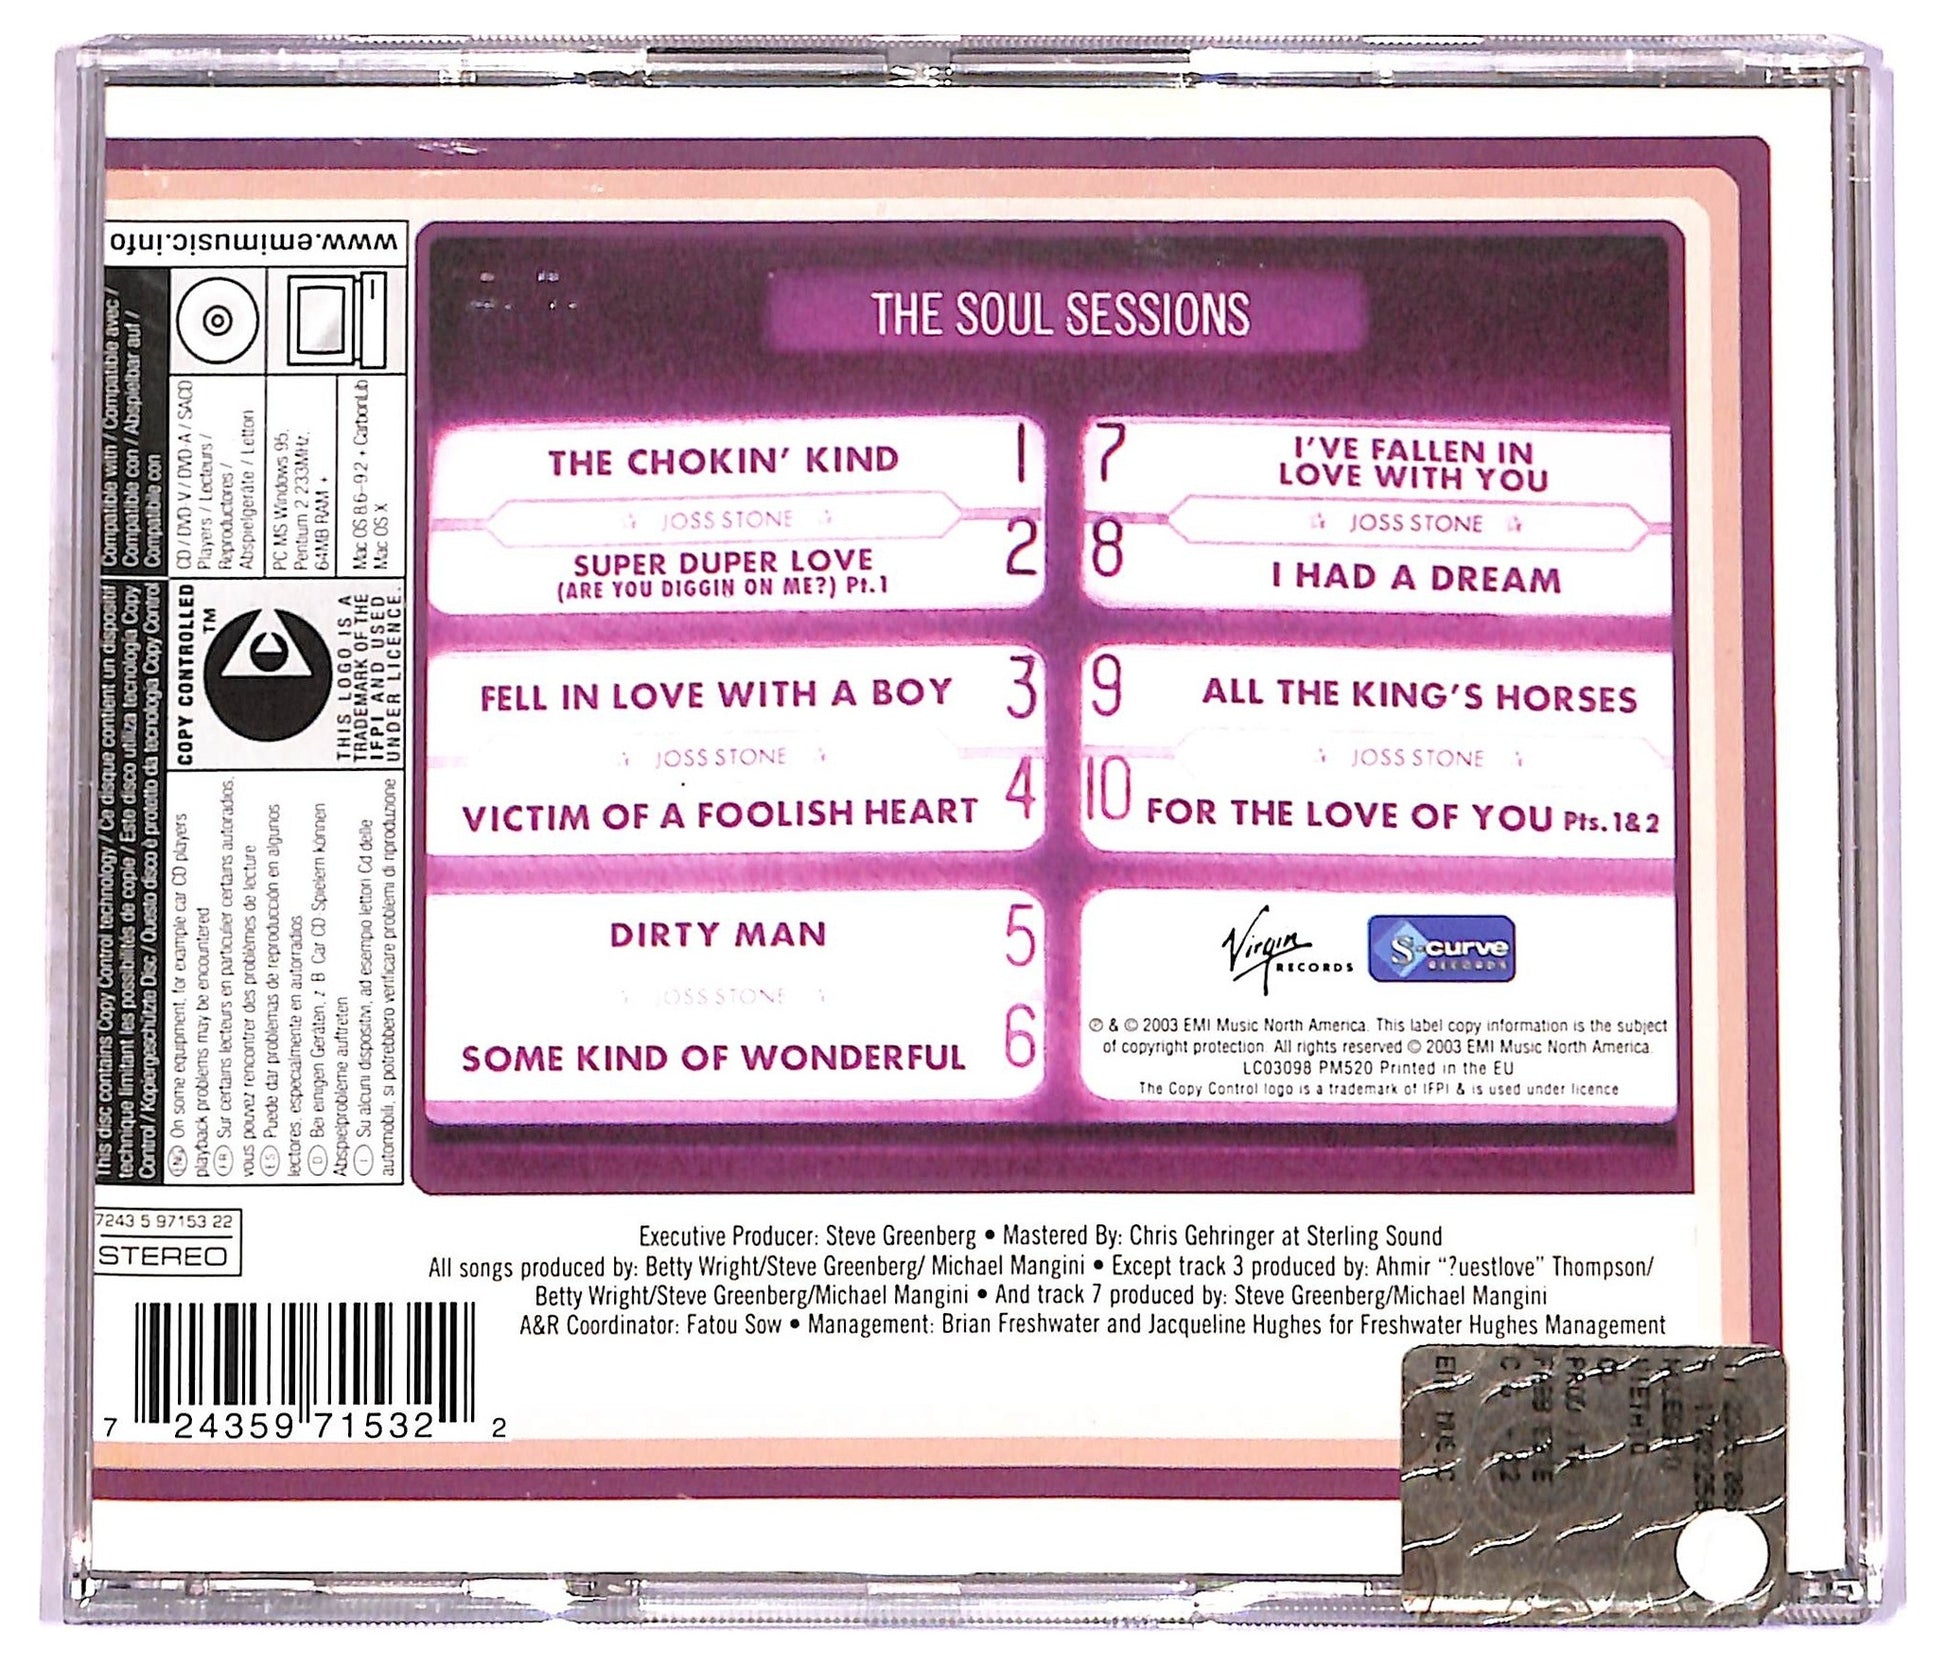 www.emimusic.info
Compatible with / Compatible avec /
Compatible con / Abspielbar auf /
Compatible con
CD / DVD-V / DVD-A / SACD
Players / Lecteurs /
Reproductores /
Abspielgeräte / Lettori
PC MS Windows 95,
Pentium 2 233MHz,
64MB RAM +
Mac OS 8.6-9.2 + CarbonLib
Mac OS X
This disc contains Copy Control technology / Ce disque contient un dispositif
technique limitant les possibilités de copie / Este disco utiliza tecnologia Copy
Control / Kopiergeschützte Disc / Questo disco è protetto da tecnologia Copy Control
COPY CONTROLLED
TM
THIS LOGO IS A
TRADEMARK OF THE
IFPI AND USED
UNDER LICENCE.
ENG On some equipment, for example car CD players
playback problems may be encountered
FR Sur certains lecteurs en particulier certains autoradios,
vous pouvez rencontrer des problèmes de lecture
ES Puede dar problemas de reproducción en algunos
lectores, especialmente en autorradios
D Bei einigen Geräten, z B Car CD Spielern können
Abspielprobleme auftreten
I Su alcuni dispositivi, ad esempio lettori Cd delle
automobili, si potrebbero verificare problemi di riproduzione
THE SOUL SESSIONS
THE CHOKIN' KIND 1
JOSS STONE
SUPER DUPER LOVE 2
(ARE YOU DIGGIN ON ME?) Pt.1
FELL IN LOVE WITH A BOY 3
JOSS STONE
VICTIM OF A FOOLISH HEART 4
DIRTY MAN 5
JOSS STONE
SOME KIND OF WONDERFUL 6
7 I'VE FALLEN IN
LOVE WITH YOU
JOSS STONE
8 I HAD A DREAM
9 ALL THE KING'S HORSES
JOSS STONE
10 FOR THE LOVE OF YOU Pts.1&2
Virgin RECORDS
S-curve RECORDS
℗ & © 2003 EMI Music North America. This label copy information is the subject
of copyright protection. All rights reserved © 2003 EMI Music North America.
LC03098 PM520 Printed in the EU
The Copy Control logo is a trademark of IFPI & is used under licence
7243 5 97153 22
STEREO
Executive Producer: Steve Greenberg • Mastered By: Chris Gehringer at Sterling Sound
All songs produced by: Betty Wright/Steve Greenberg/ Michael Mangini • Except track 3 produced by: Ahmir "?uestlove" Thompson/
Betty Wright/Steve Greenberg/Michael Mangini • And track 7 produced by: Steve Greenberg/Michael Mangini
A&R Coordinator: Fatou Sow • Management: Brian Freshwater and Jacqueline Hughes for Freshwater Hughes Management
7 24359 71532 2